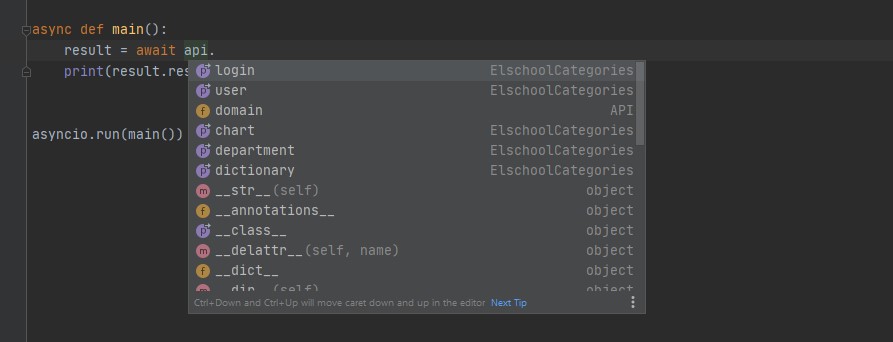 async def main():
result = await api.
print(result.res
login ElschoolCategories
user ElschoolCategories
domain API
chart ElschoolCategories
department ElschoolCategories
dictionary ElschoolCategories
__str__(self) object
__annotations__ object
__class__ object
__delattr__(self, name) object
__dict__ object
__dir__(self) object
asyncio.run(main())
Ctrl+Down and Ctrl+Up will move caret down and up in the editor Next Tip